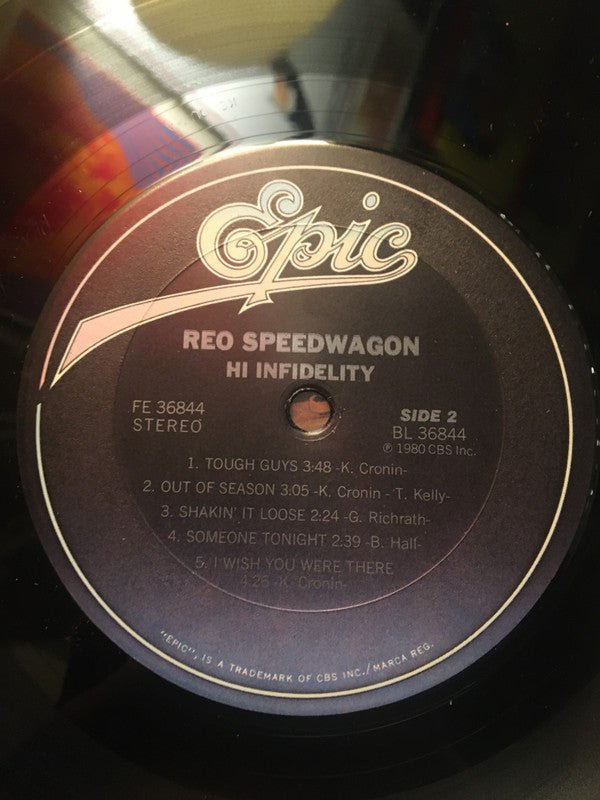 Epic
REO SPEEDWAGON
HI INFIDELITY
FE 36844
STEREO
SIDE 2
BL 36844
℗ 1980 CBS Inc.
1. TOUGH GUYS 3:48 -K. Cronin-
2. OUT OF SEASON 3:05 -K. Cronin - T. Kelly-
3. SHAKIN' IT LOOSE 2:24 -G. Richrath-
4. SOMEONE TONIGHT 2:39 -B. Hall-
5. I WISH YOU WERE THERE
4:26 -K. Cronin-
"EPIC", IS A TRADEMARK OF CBS INC./MARCA REG.